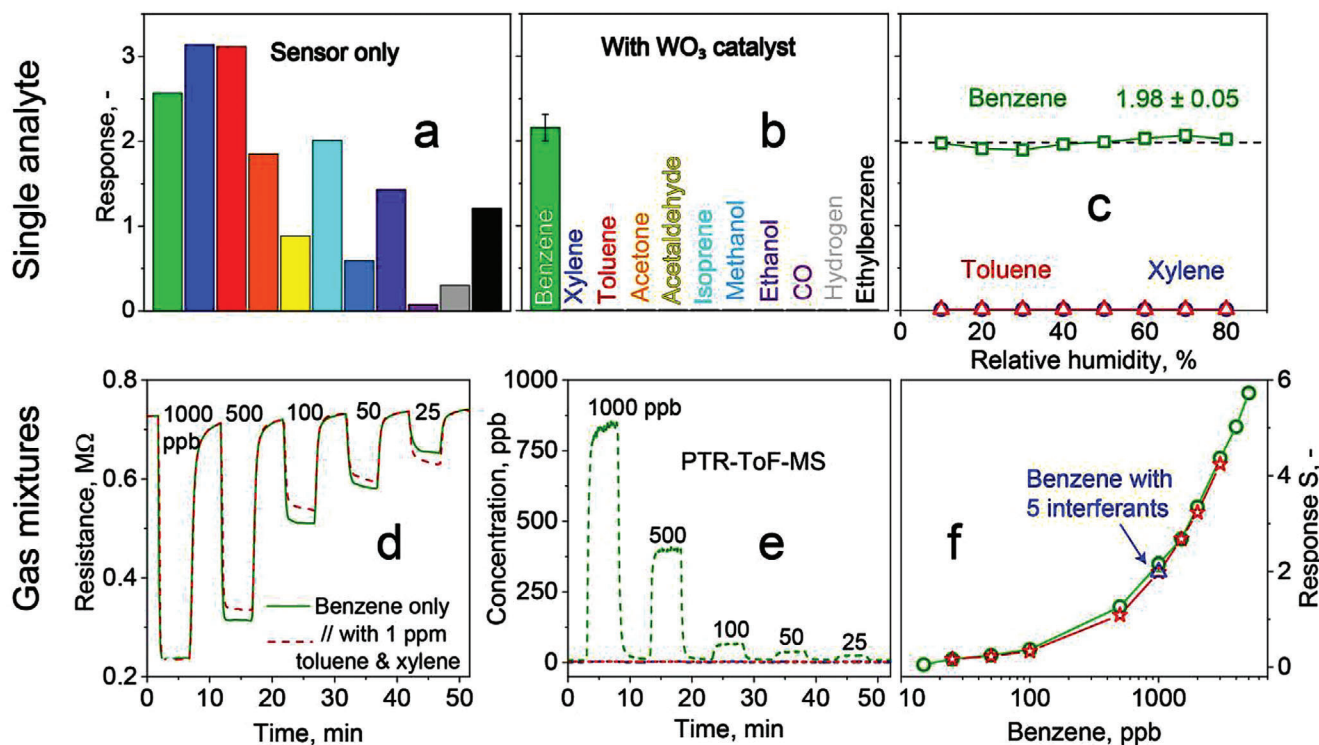 Single analyte
Response, -
3
2
1
0
Sensor only
a
With WO₃ catalyst
b
Benzene
Xylene
Toluene
Acetone
Acetaldehyde
Isoprene
Methanol
Ethanol
CO
Hydrogen
Ethylbenzene
Benzene 1.98 ± 0.05
c
Toluene Xylene
0 20 40 60 80
Relative humidity, %
Gas mixtures
Resistance, MΩ
0.8
0.6
0.4
0.2
1000 500 100 50 25
ppb
d
Benzene only
// with 1 ppm
toluene & xylene
0 10 20 30 40 50
Time, min
Concentration, ppb
1000
750
500
250
0
1000 ppb
PTR-ToF-MS
500
e
100 50 25
0 10 20 30 40 50
Time, min
Benzene with
5 interferants
f
6
4
2
0
Response S, -
10 100 1000
Benzene, ppb